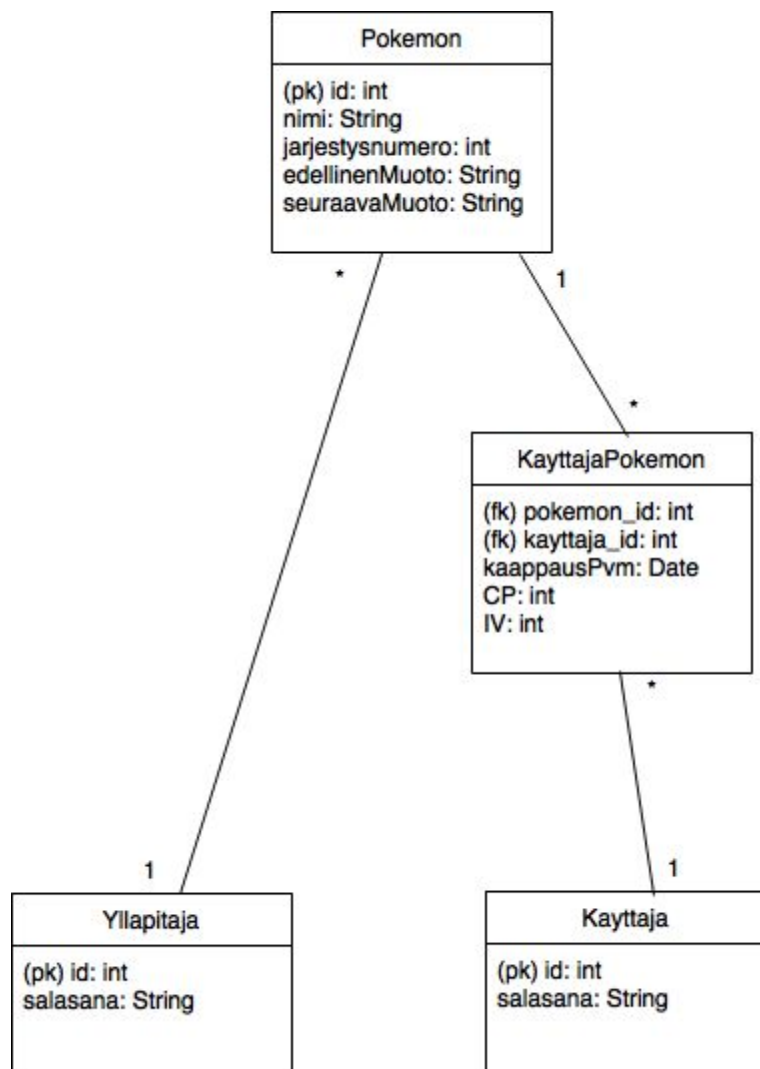 Pokemon
(pk) id: int
nimi: String
jarjestysnumero: int
edellinenMuoto: String
seuraavaMuoto: String
*
1
*
KayttajaPokemon
(fk) pokemon_id: int
(fk) kayttaja_id: int
kaappausPvm: Date
CP: int
IV: int
*
1
1
Yllapitaja
(pk) id: int
salasana: String
Kayttaja
(pk) id: int
salasana: String